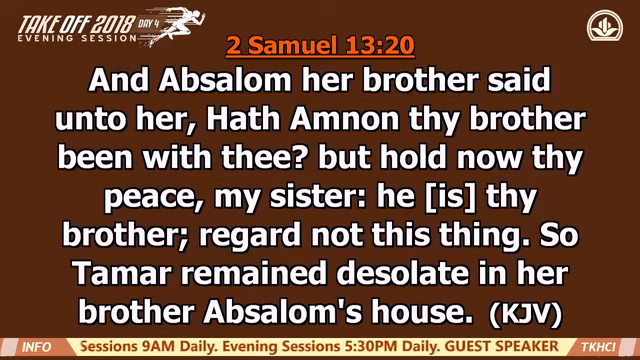 TAKE OFF 2018 DAY 4
EVENING SESSION
2 Samuel 13:20
And Absalom her brother said
unto her, Hath Amnon thy brother
been with thee? but hold now thy
peace, my sister: he [is] thy
brother; regard not this thing. So
Tamar remained desolate in her
brother Absalom's house. (KJV)
INFO Sessions 9AM Daily. Evening Sessions 5:30PM Daily. GUEST SPEAKER TKHCI